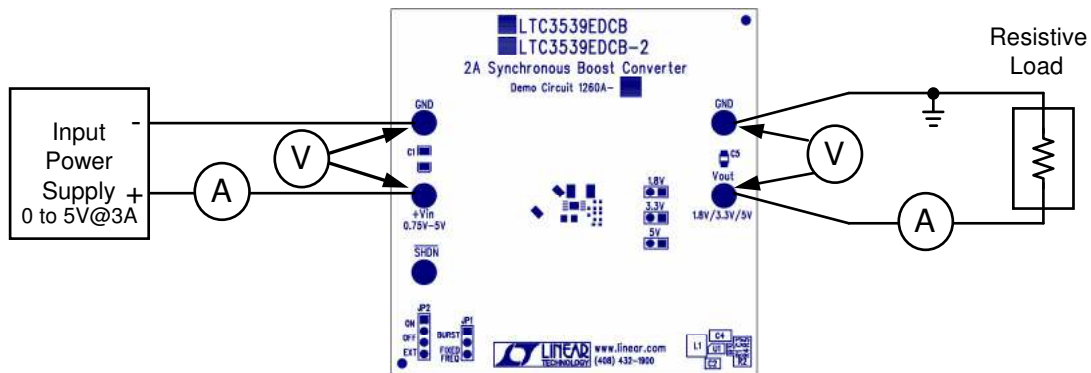 LTC3539EDCB
LTC3539EDCB-2
2A Synchronous Boost Converter
Demo Circuit 1260A-
Input
Power
Supply
0 to 5V@3A
-
+
A
V
GND
C1
+Vin
0.75V-5V
SHDN
JP2
ON
OFF
EXT
JP1
BURST
FIXED
FREQ
1.8V
3.3V
5V
GND
C5
Vout
1.8V/3.3V/5V
LINEAR
TECHNOLOGY
www.linear.com
(408) 432-1900
L1
C4
U1
C2
R2
V
A
Resistive
Load